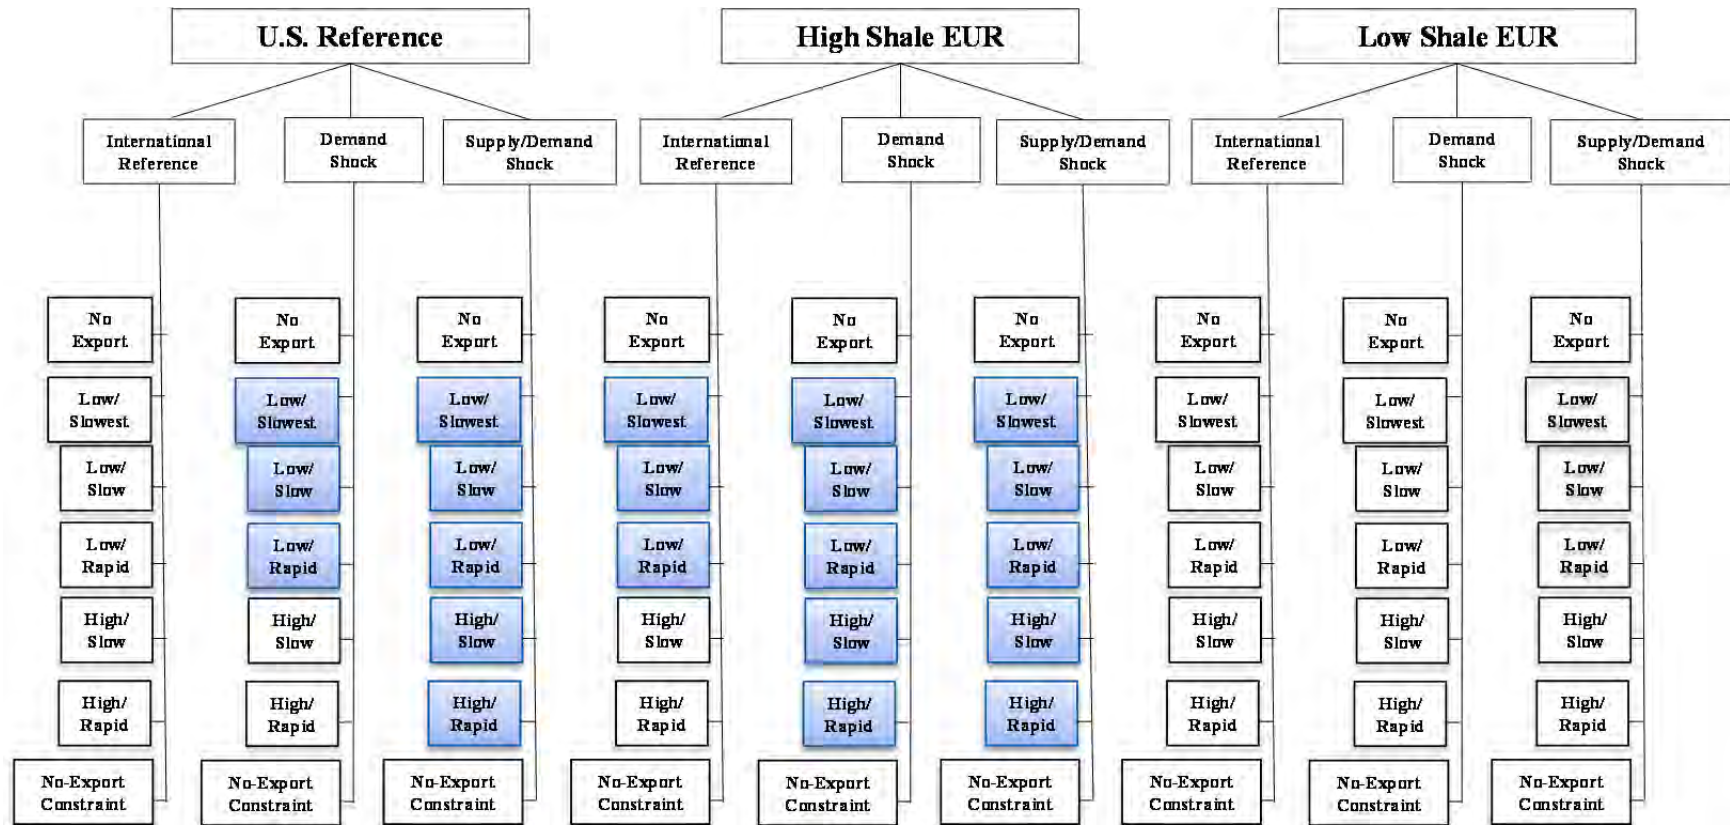 U.S. Reference
High Shale EUR
Low Shale EUR
International
Reference
Demand
Shock
Supply/Demand
Shock
International
Reference
Demand
Shock
Supply/Demand
Shock
International
Reference
Demand
Shock
Supply/Demand
Shock
No
Export
No
Export
No
Export
No
Export
No
Export
No
Export
No
Export
No
Export
No
Export
Low/
Slowest
Low/
Slowest
Low/
Slowest
Low/
Slowest
Low/
Slowest
Low/
Slowest
Low/
Slowest
Low/
Slowest
Low/
Slowest
Low/
Slow
Low/
Slow
Low/
Slow
Low/
Slow
Low/
Slow
Low/
Slow
Low/
Slow
Low/
Slow
Low/
Slow
Low/
Rapid
Low/
Rapid
Low/
Rapid
Low/
Rapid
Low/
Rapid
Low/
Rapid
Low/
Rapid
Low/
Rapid
Low/
Rapid
High/
Slow
High/
Slow
High/
Slow
High/
Slow
High/
Slow
High/
Slow
High/
Slow
High/
Slow
High/
Slow
High/
Rapid
High/
Rapid
High/
Rapid
High/
Rapid
High/
Rapid
High/
Rapid
High/
Rapid
High/
Rapid
High/
Rapid
No-Export
Constraint
No-Export
Constraint
No-Export
Constraint
No-Export
Constraint
No-Export
Constraint
No-Export
Constraint
No-Export
Constraint
No-Export
Constraint
No-Export
Constraint